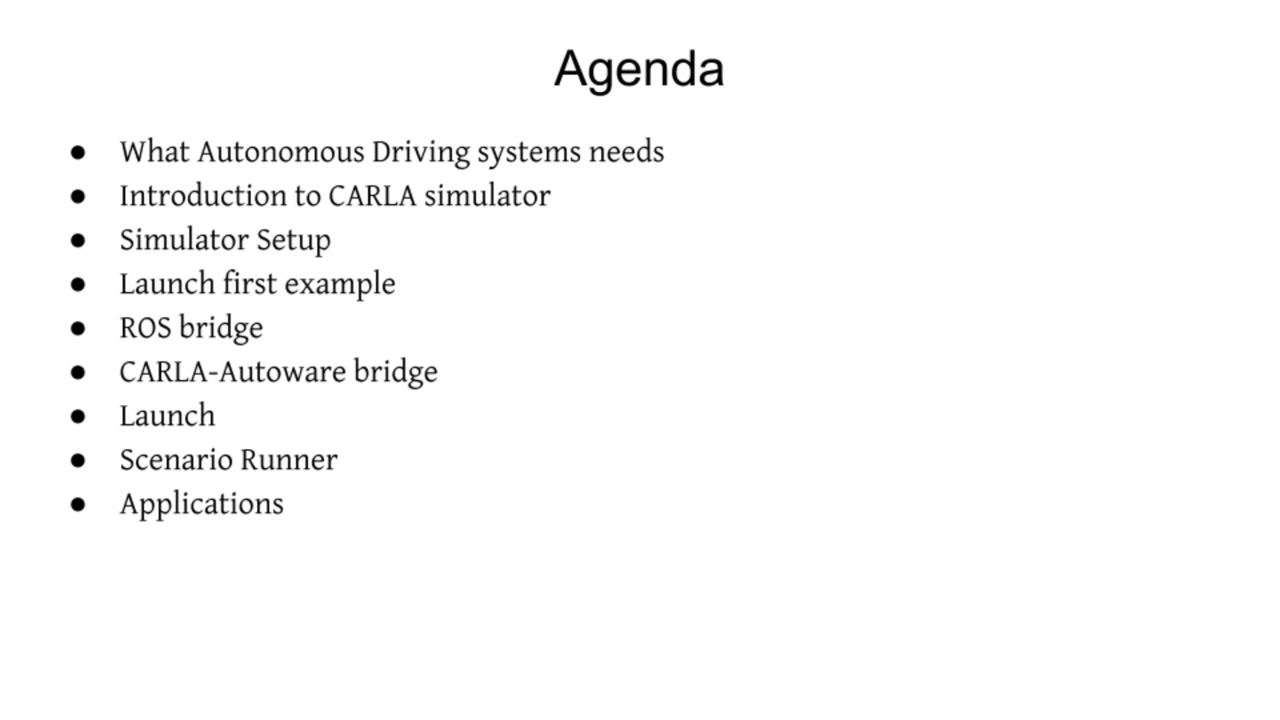 Agenda
● What Autonomous Driving systems needs
● Introduction to CARLA simulator
● Simulator Setup
● Launch first example
● ROS bridge
● CARLA-Autoware bridge
● Launch
● Scenario Runner
● Applications